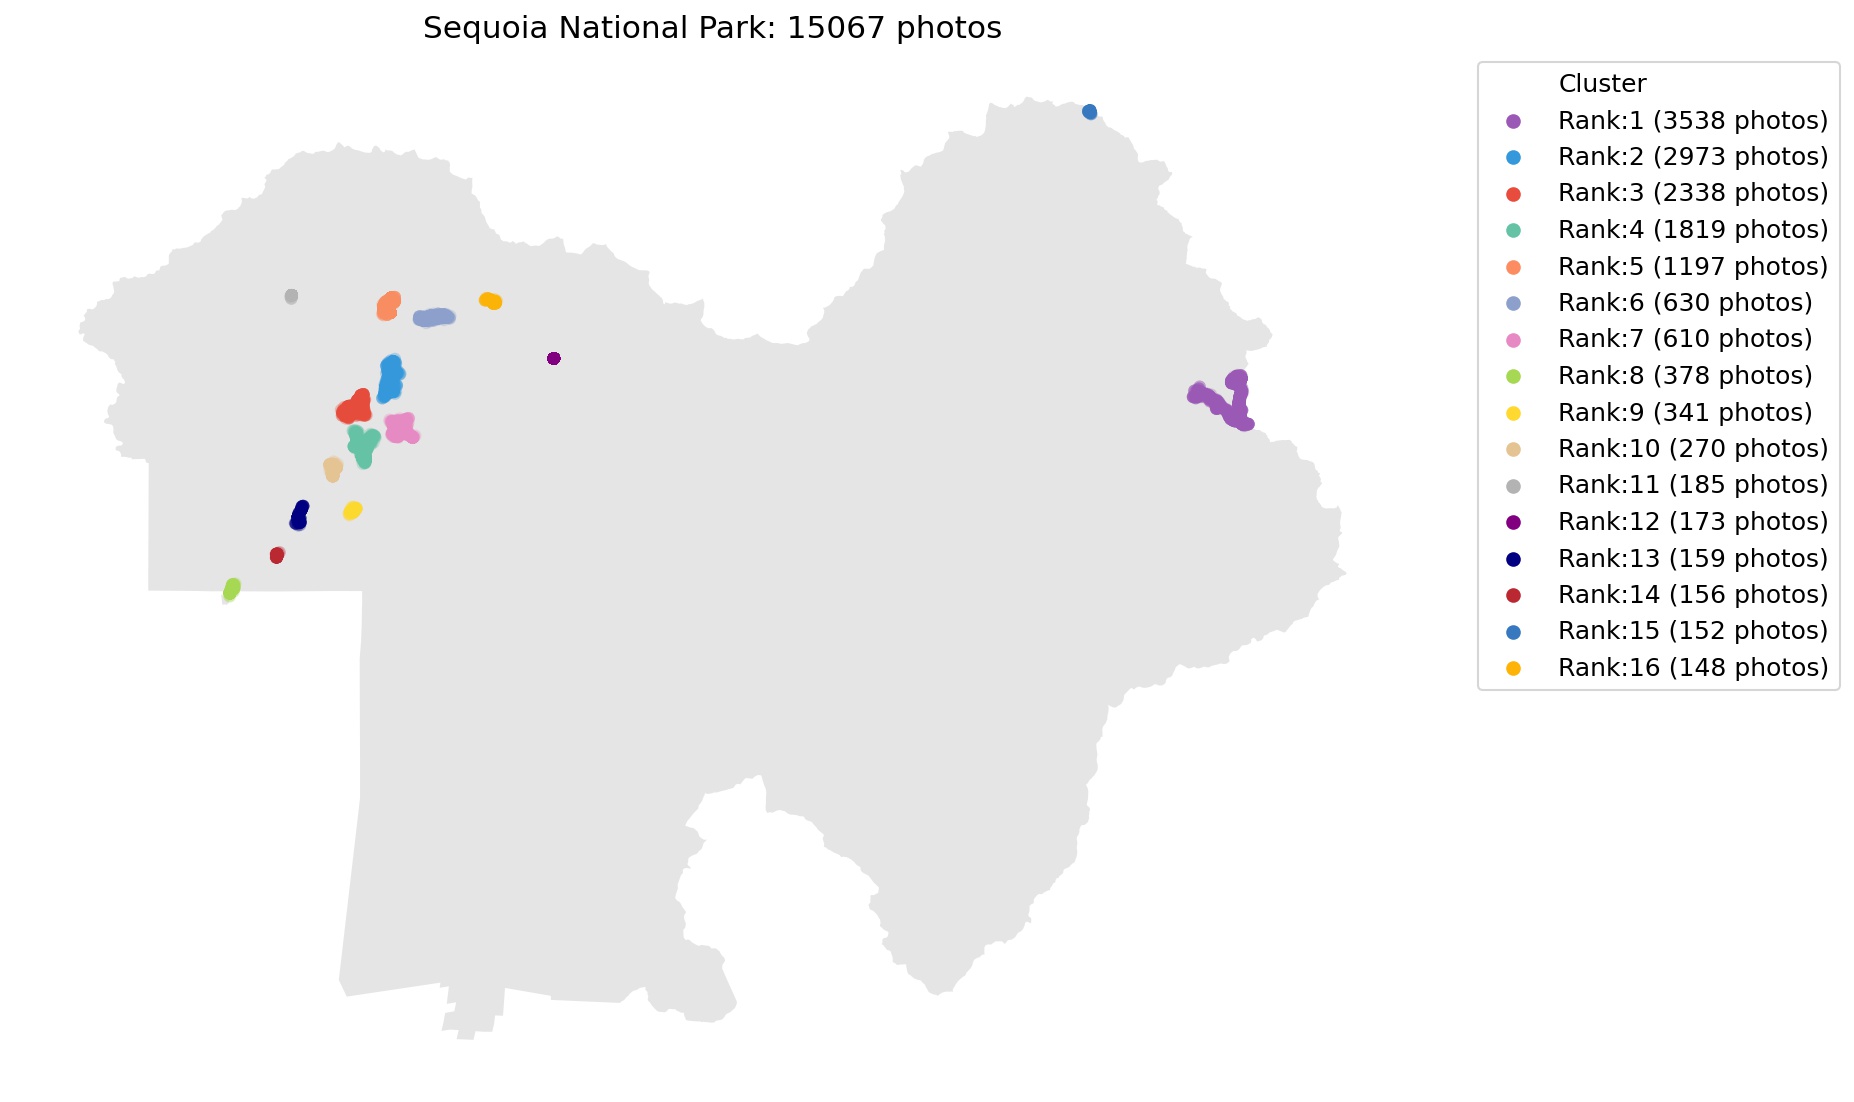 Sequoia National Park: 15067 photos
Cluster
Rank:1 (3538 photos)
Rank:2 (2973 photos)
Rank:3 (2338 photos)
Rank:4 (1819 photos)
Rank:5 (1197 photos)
Rank:6 (630 photos)
Rank:7 (610 photos)
Rank:8 (378 photos)
Rank:9 (341 photos)
Rank:10 (270 photos)
Rank:11 (185 photos)
Rank:12 (173 photos)
Rank:13 (159 photos)
Rank:14 (156 photos)
Rank:15 (152 photos)
Rank:16 (148 photos)